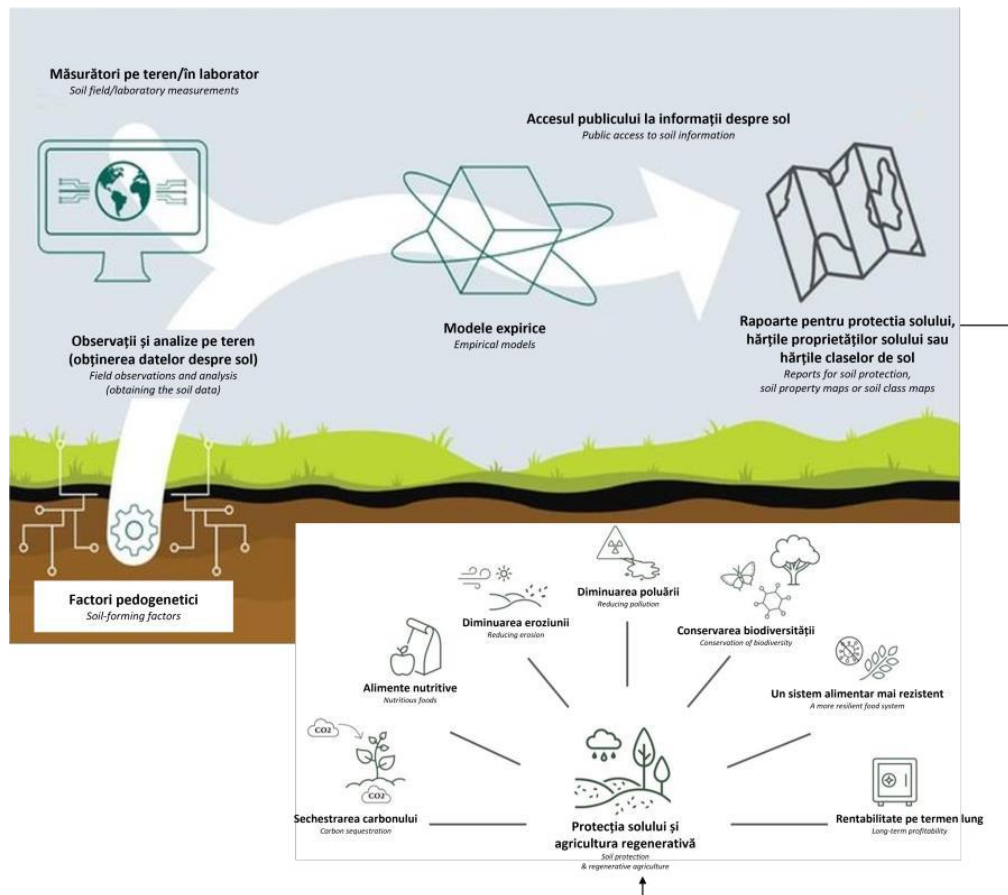 Măsurători pe teren/în laborator
Soil field/laboratory measurements
Accesul publicului la informații despre sol
Public access to soil information
Observații și analize pe teren
(obținerea datelor despre sol)
Field observations and analysis
(obtaining the soil data)
Modele expirice
Empirical models
Rapoarte pentru protectia solului,
hărțile proprietăților solului sau
hărțile claselor de sol
Reports for soil protection,
soil property maps or soil class maps
Factori pedogenetici
Soil-forming factors
Diminuarea poluării
Reducing pollution
Diminuarea eroziunii
Reducing erosion
Conservarea biodiversității
Conservation of biodiversity
Alimente nutritive
Nutritious foods
Un sistem alimentar mai rezistent
A more resilient food system
CO2
CO2
Sechestrarea carbonului
Carbon sequestration
Protecția solului și
agricultura regenerativă
Soil protection
& regenerative agriculture
Rentabilitate pe termen lung
Long-term profitability